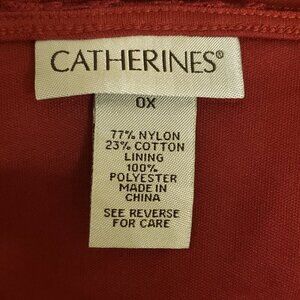 CATHERINES®
0X
77% NYLON
23% COTTON
LINING
100%
POLYESTER
MADE IN
CHINA
SEE REVERSE
FOR CARE